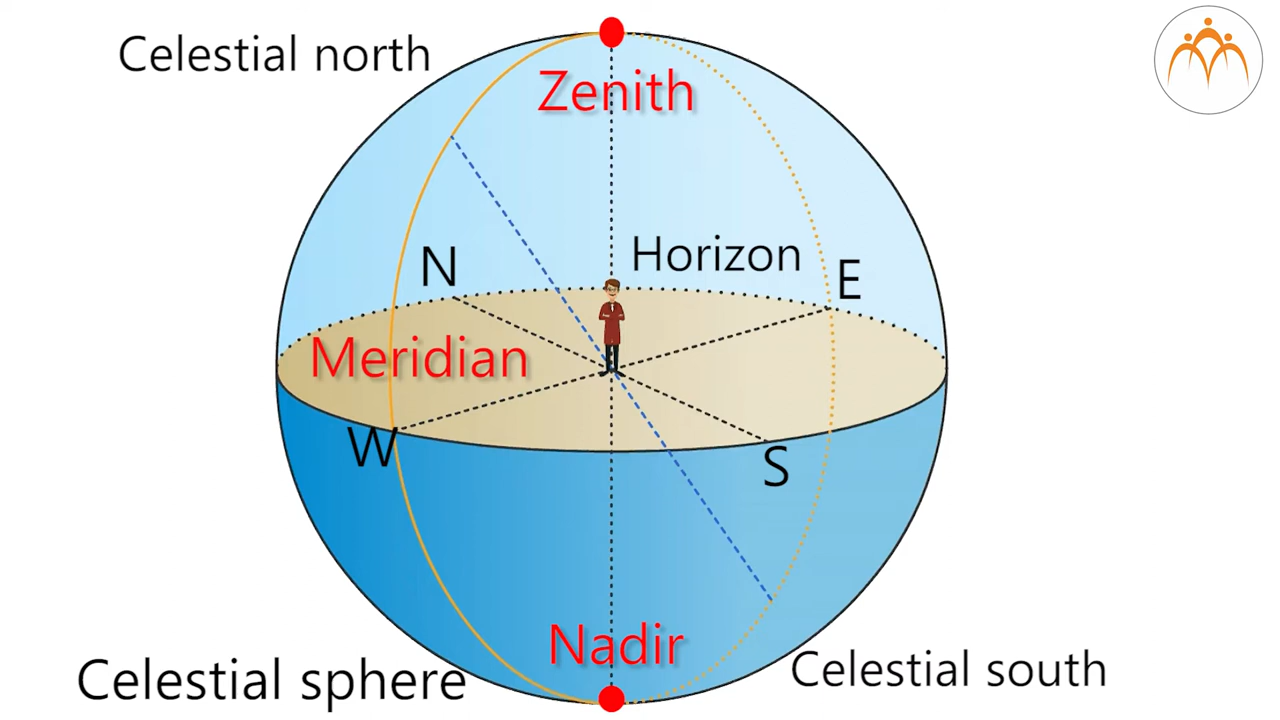 Celestial north
Zenith
Horizon
N
E
Meridian
W
S
Nadir
Celestial sphere
Celestial south